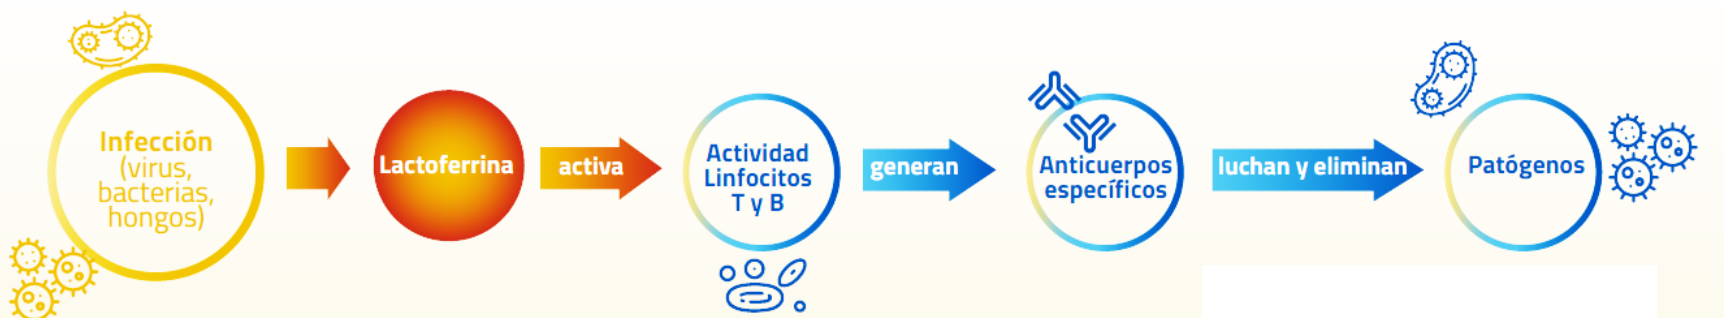 Infección
(virus,
bacterias,
hongos)
Lactoferrina
activa
Actividad
Linfocitos
T y B
generan
Anticuerpos
específicos
luchan y eliminan
Patógenos